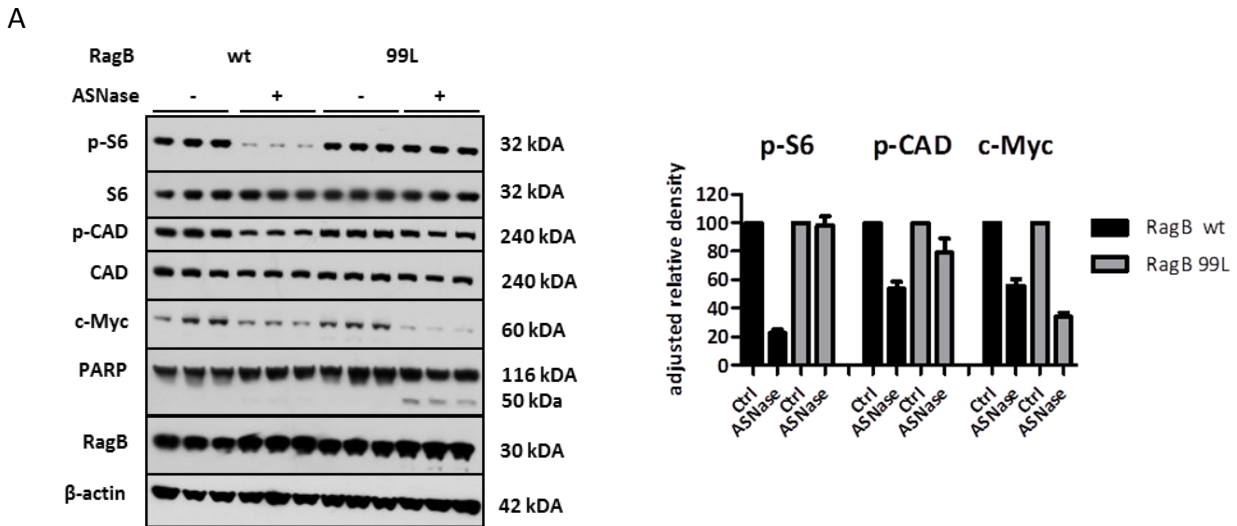 A
RagB wt 99L
ASNase - + - +
p-S6 32 kDA
S6 32 kDA
p-CAD 240 kDA
CAD 240 kDA
c-Myc 60 kDA
PARP 116 kDA
50 kDa
RagB 30 kDA
β-actin 42 kDA
p-S6 p-CAD c-Myc
adjusted relative density
120
100
80
60
40
20
0
Ctrl ASNase Ctrl ASNase Ctrl ASNase Ctrl ASNase Ctrl ASNase Ctrl ASNase
RagB wt
RagB 99L